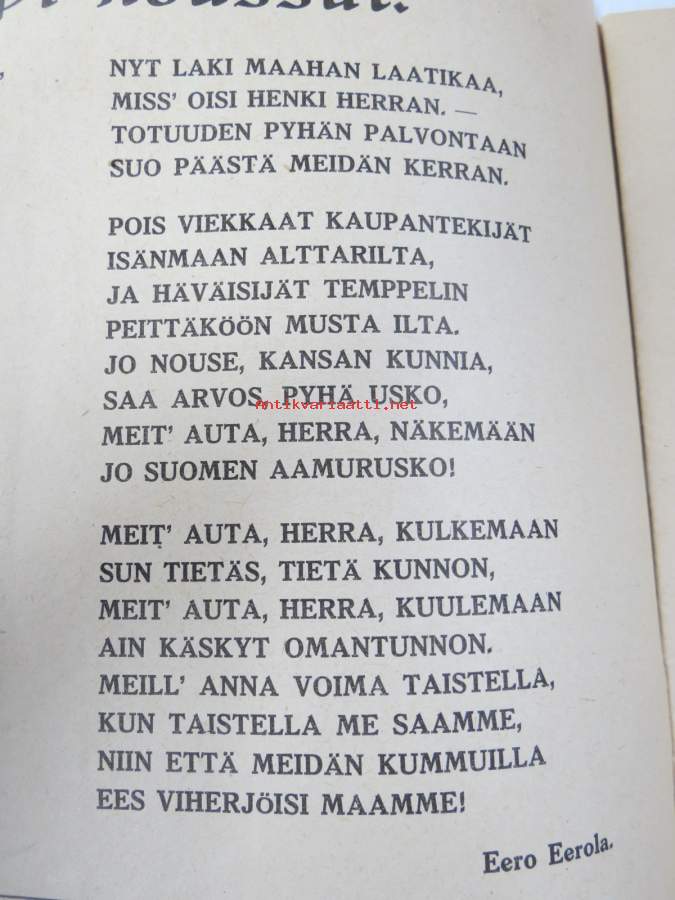 noussut.
NYT LAKI MAAHAN LAATIKAA,
MISS' OISI HENKI HERRAN. —
TOTUUDEN PYHÄN PALVONTAAN
SUO PÄÄSTÄ MEIDÄN KERRAN.
POIS VIEKKAAT KAUPANTEKIJÄT
ISÄNMAAN ALTTARILTA,
JA HÄVÄISIJÄT TEMPPELIN
PEITTÄKÖÖN MUSTA ILTA.
JO NOUSE, KANSAN KUNNIA,
SAA ARVOS, PYHÄ USKO,
antikvariaatti.net
MEIT' AUTA, HERRA, NÄKEMÄÄN
JO SUOMEN AAMURUSKO!
MEIT' AUTA, HERRA, KULKEMAAN
SUN TIETÄS, TIETÄ KUNNON,
MEIT' AUTA, HERRA, KUULEMAAN
AIN KÄSKYT OMANTUNNON.
MEILL' ANNA VOIMA TAISTELLA,
KUN TAISTELLA ME SAAMME,
NIIN ETTÄ MEIDÄN KUMMUILLA
EES VIHERJÖISI MAAMME!
Eero Eerola.